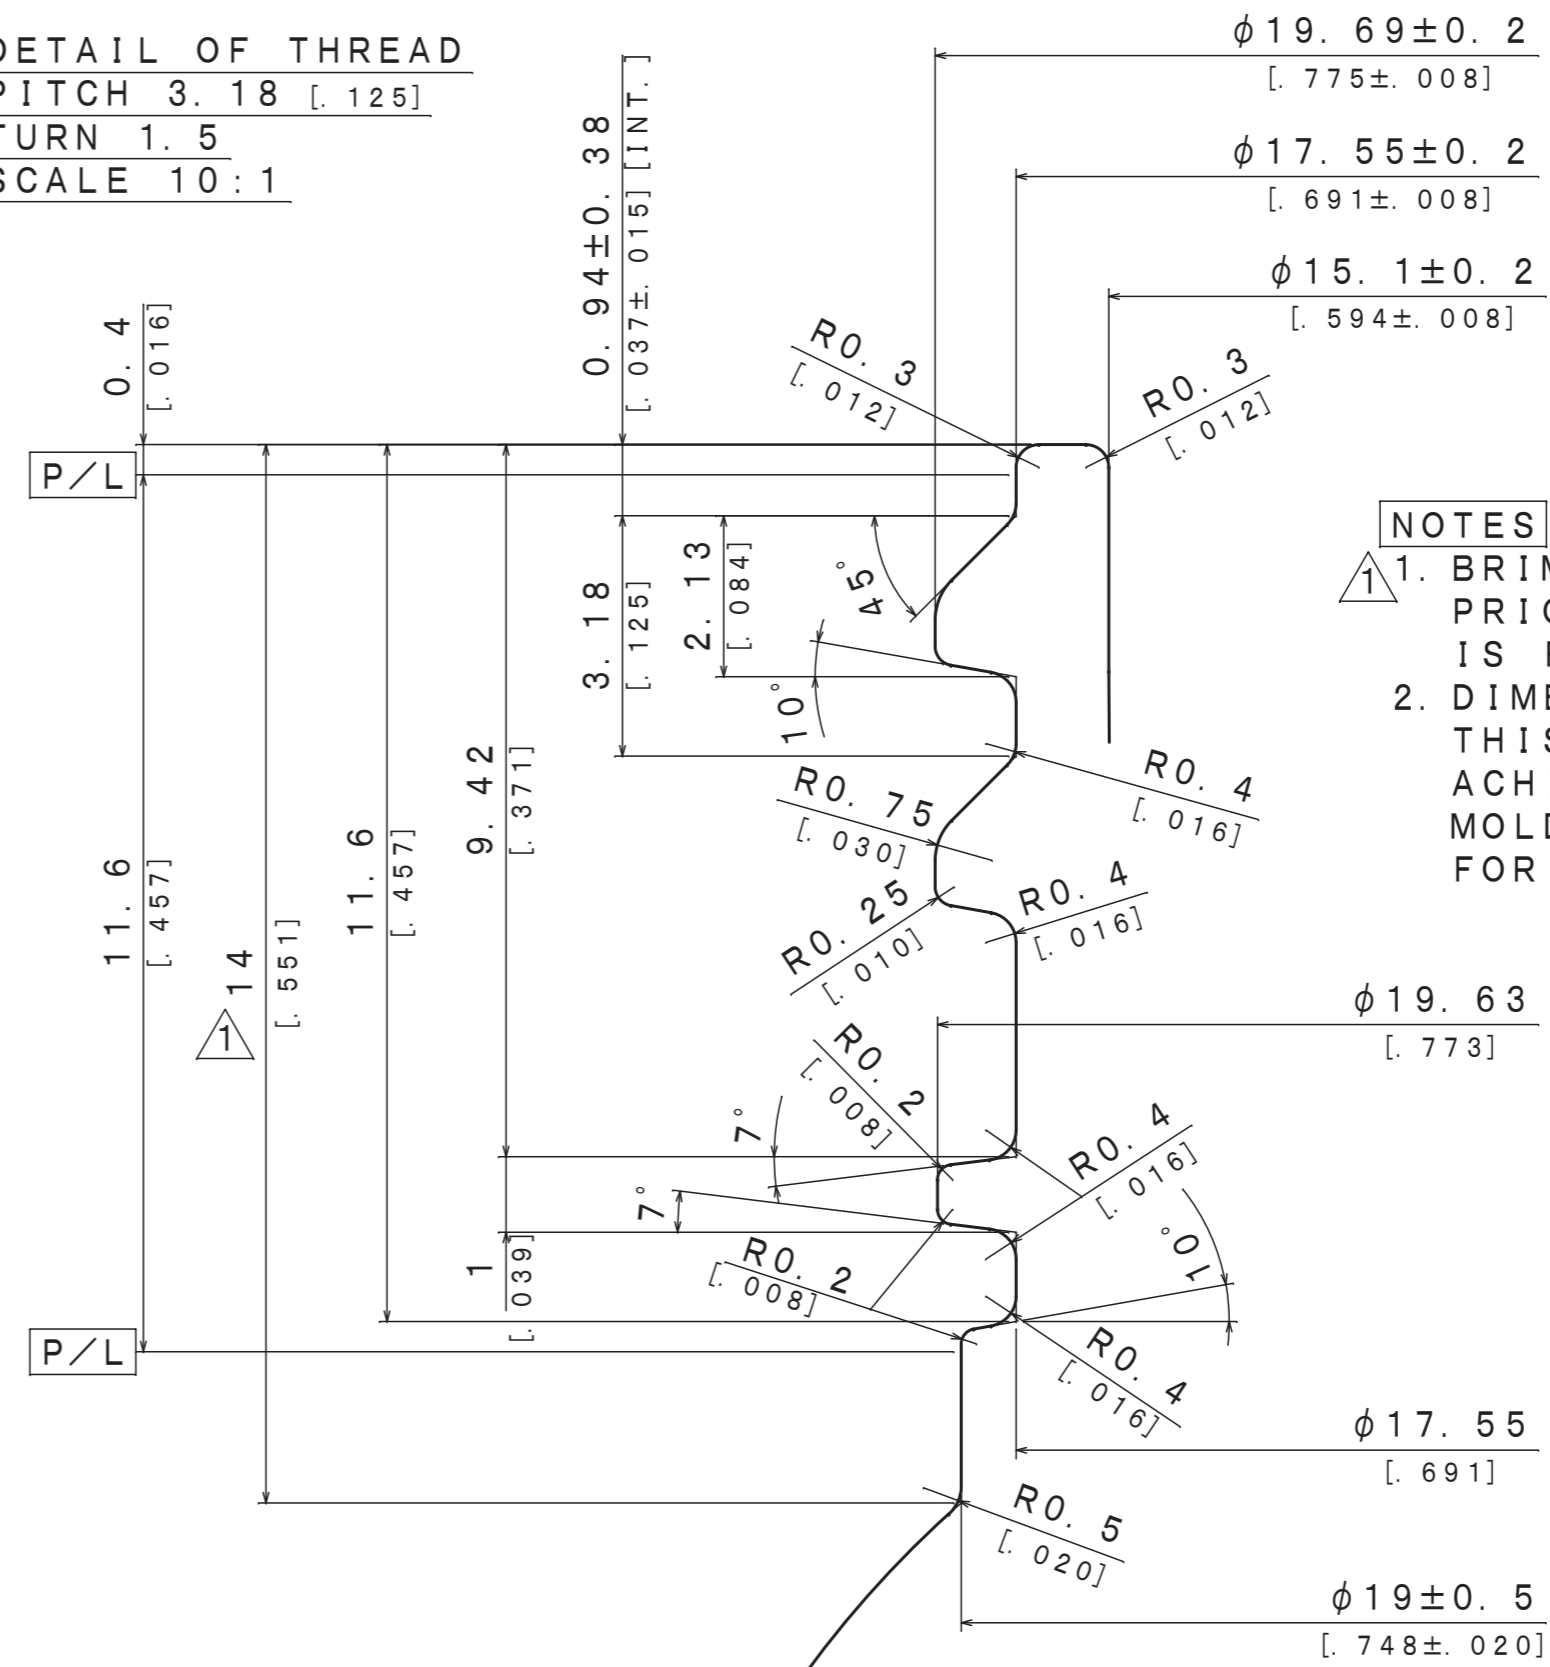 DETAIL OF THREAD
PITCH 3.18 [.125]
TURN 1.5
SCALE 10:1
φ19.69±0.2
[.775±.008]
φ17.55±0.2
[.691±.008]
φ15.1±0.2
[.594±.008]
0.94±0.38
[.037±.015] [INT.]
0.4
[.016]
R0.3
[.012]
R0.3
[.012]
P/L
NOTES
1
1. BRIM
PRIO
IS
2. DIME
THIS
ACH
MOLD
FOR
3.18
[.125]
2.13
[.084]
45°
10°
9.42
[.371]
11.6
[.457]
11.6
[.457]
1
14
[.551]
R0.4
[.016]
R0.75
[.030]
R0.25
[.010]
R0.4
[.016]
φ19.63
[.773]
R0.2
[.008]
7°
7°
R0.4
[.016]
10°
1
[.039]
R0.2
[.008]
P/L
R0.4
[.016]
φ17.55
[.691]
R0.5
[.020]
φ19±0.5
[.748±.020]